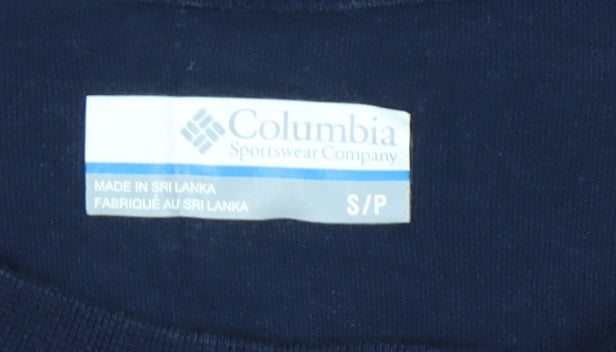 Columbia
Sportswear Company
MADE IN SRI LANKA
FABRIQUÉ AU SRI LANKA
S/P